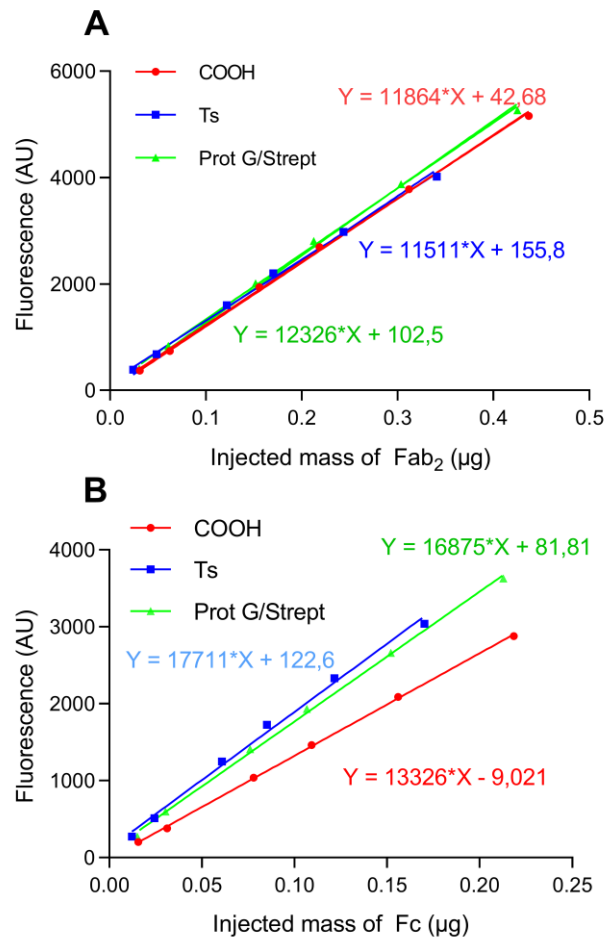 A
6000
4000
2000
0
Fluorescence (AU)
COOH
Ts
Prot G/Strept
Y = 11864*X + 42,68
Y = 11511*X + 155,8
Y = 12326*X + 102,5
0.0 0.1 0.2 0.3 0.4 0.5
Injected mass of Fab₂ (µg)
B
4000
3000
2000
1000
0
Fluorescence (AU)
COOH
Ts
Prot G/Strept
Y = 16875*X + 81,81
Y = 17711*X + 122,6
Y = 13326*X - 9,021
0.00 0.05 0.10 0.15 0.20 0.25
Injected mass of Fc (µg)